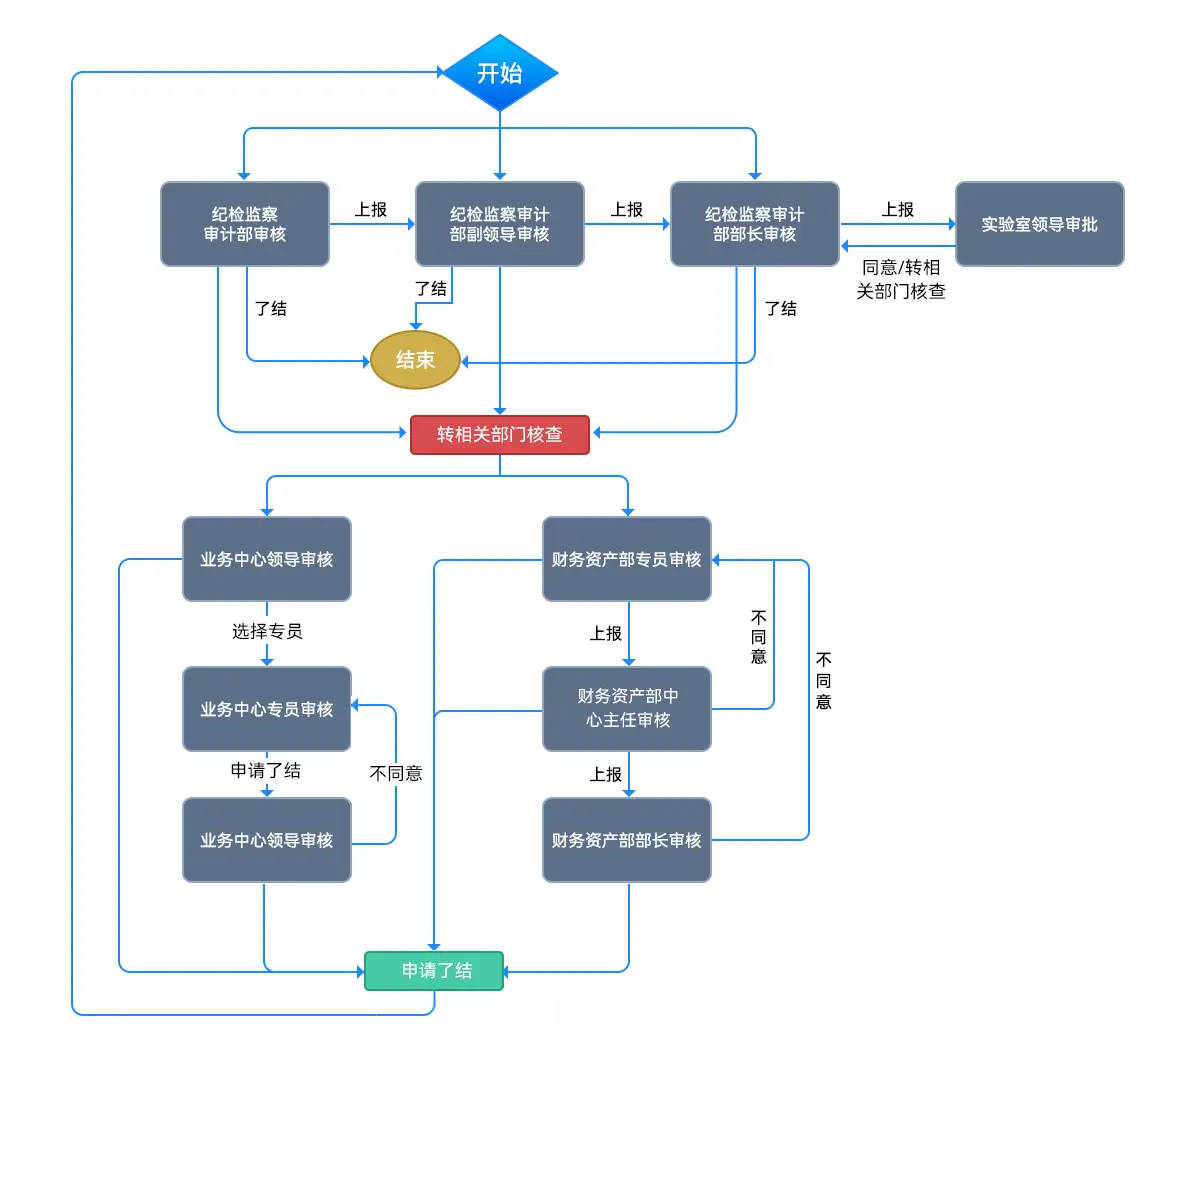 开始
纪检监察
审计部审核
上报
纪检监察审计
部副领导审核
上报
纪检监察审计
部部长审核
上报
实验室领导审批
同意/转相
关部门核查
了结
了结
了结
结束
转相关部门核查
业务中心领导审核
财务资产部专员审核
选择专员
上报
不
同
意
不
同
意
业务中心专员审核
财务资产部中
心主任审核
申请了结
不同意
上报
业务中心领导审核
财务资产部部长审核
申请了结